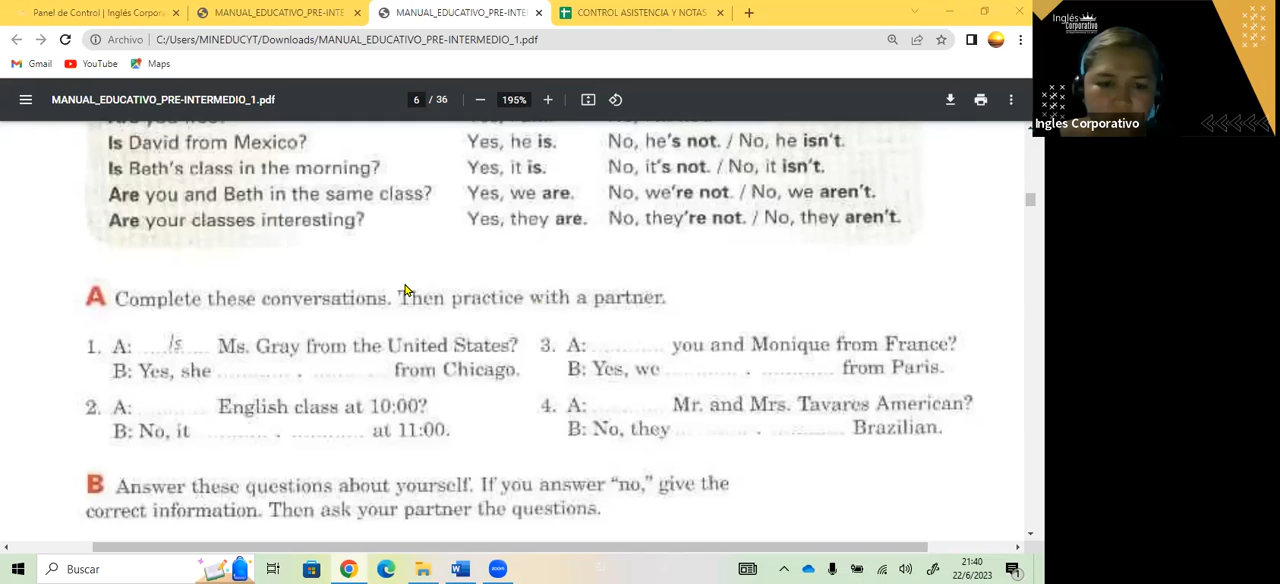 Panel de Control | Inglés Corpora
MANUAL_EDUCATIVO_PRE-INTE
MANUAL_EDUCATIVO_PRE-INTE
CONTROL ASISTENCIA Y NOTAS
Archivo C:/Users/MINEDUCYT/Downloads/MANUAL_EDUCATIVO_PRE-INTERMEDIO_1.pdf
Gmail YouTube Maps
MANUAL_EDUCATIVO_PRE-INTERMEDIO_1.pdf 6 / 36 195%
Is David from Mexico? Yes, he is. No, he's not. / No, he isn't.
Is Beth's class in the morning? Yes, it is. No, it's not. / No, it isn't.
Are you and Beth in the same class? Yes, we are. No, we're not. / No, we aren't.
Are your classes interesting? Yes, they are. No, they're not. / No, they aren't.
A Complete these conversations. Then practice with a partner.
1. A: Is Ms. Gray from the United States?
B: Yes, she ............ . ............ from Chicago.
2. A: ............ English class at 10:00?
B: No, it ............ . ............ at 11:00.
3. A: ............ you and Monique from France?
B: Yes, we ............ . ............ from Paris.
4. A: ............ Mr. and Mrs. Tavares American?
B: No, they ............ . ............ Brazilian.
B Answer these questions about yourself. If you answer "no," give the
correct information. Then ask your partner the questions.
Inglés
Corporativo
Ingles Corporativo
Buscar
21:40
22/6/2023